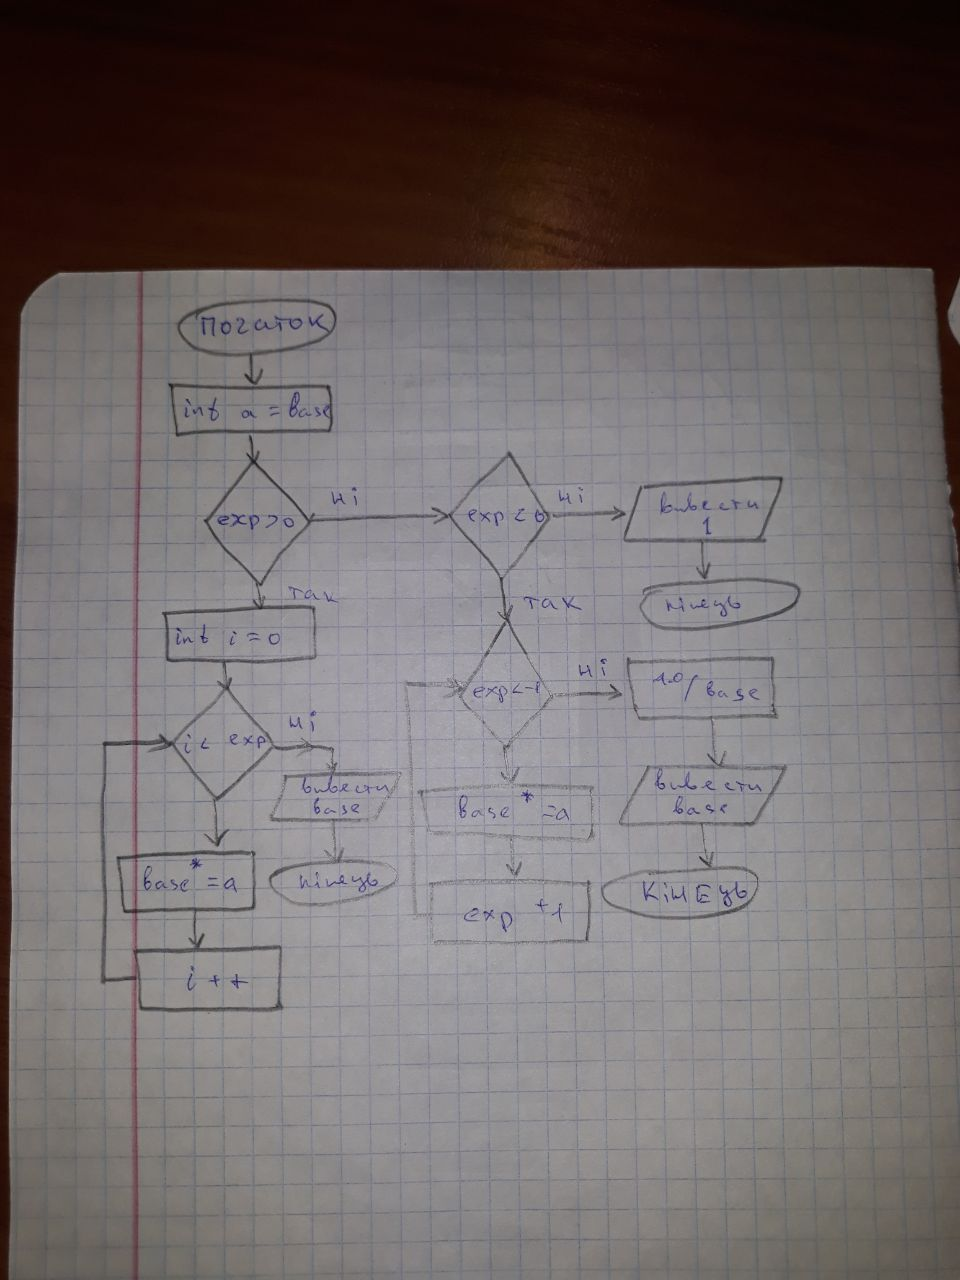 Початок
int a = base
exp>0
ні
exp < 0
ні
вивести
1
кінець
так
так
int i = 0
exp<-1
ні
1.0/base
i < exp
ні
вивести
base
base *=a
вивести
base
base *=a
кінець
exp +1
КІНЕЦЬ
i++